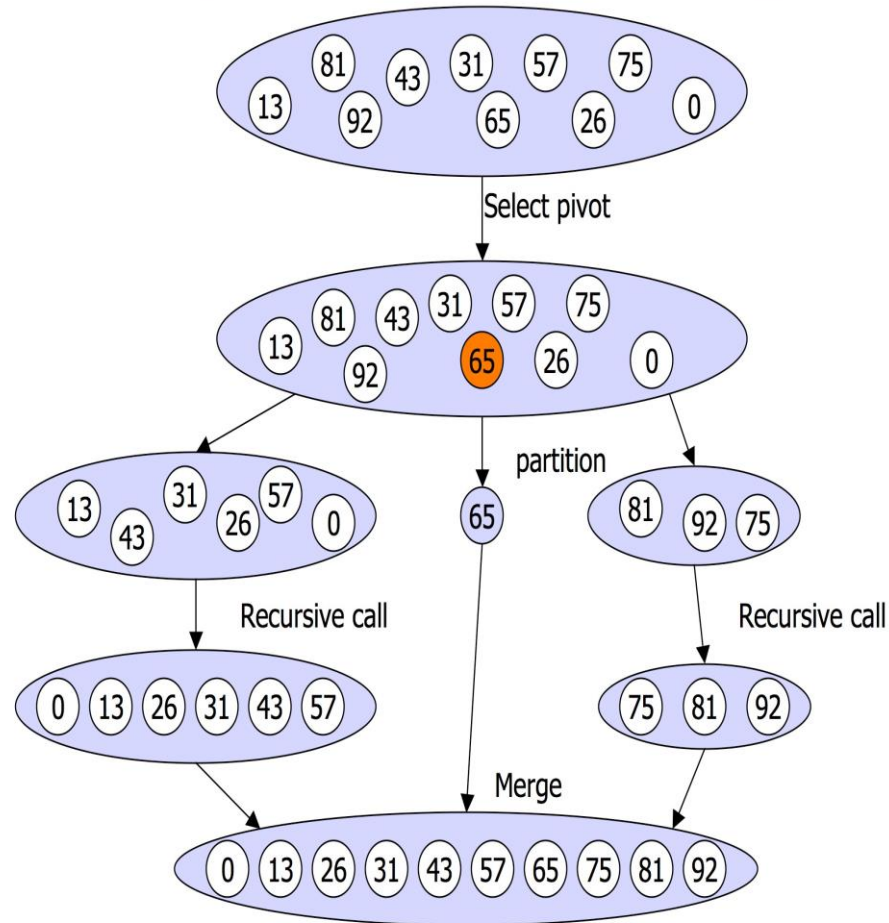 81 43 31 57 75
13 92 65 26 0
Select pivot
81 43 31 57 75
13 92 65 26 0
partition
13 43 31 26 57 0
65
81 92 75
Recursive call
Recursive call
0 13 26 31 43 57
75 81 92
Merge
0 13 26 31 43 57 65 75 81 92